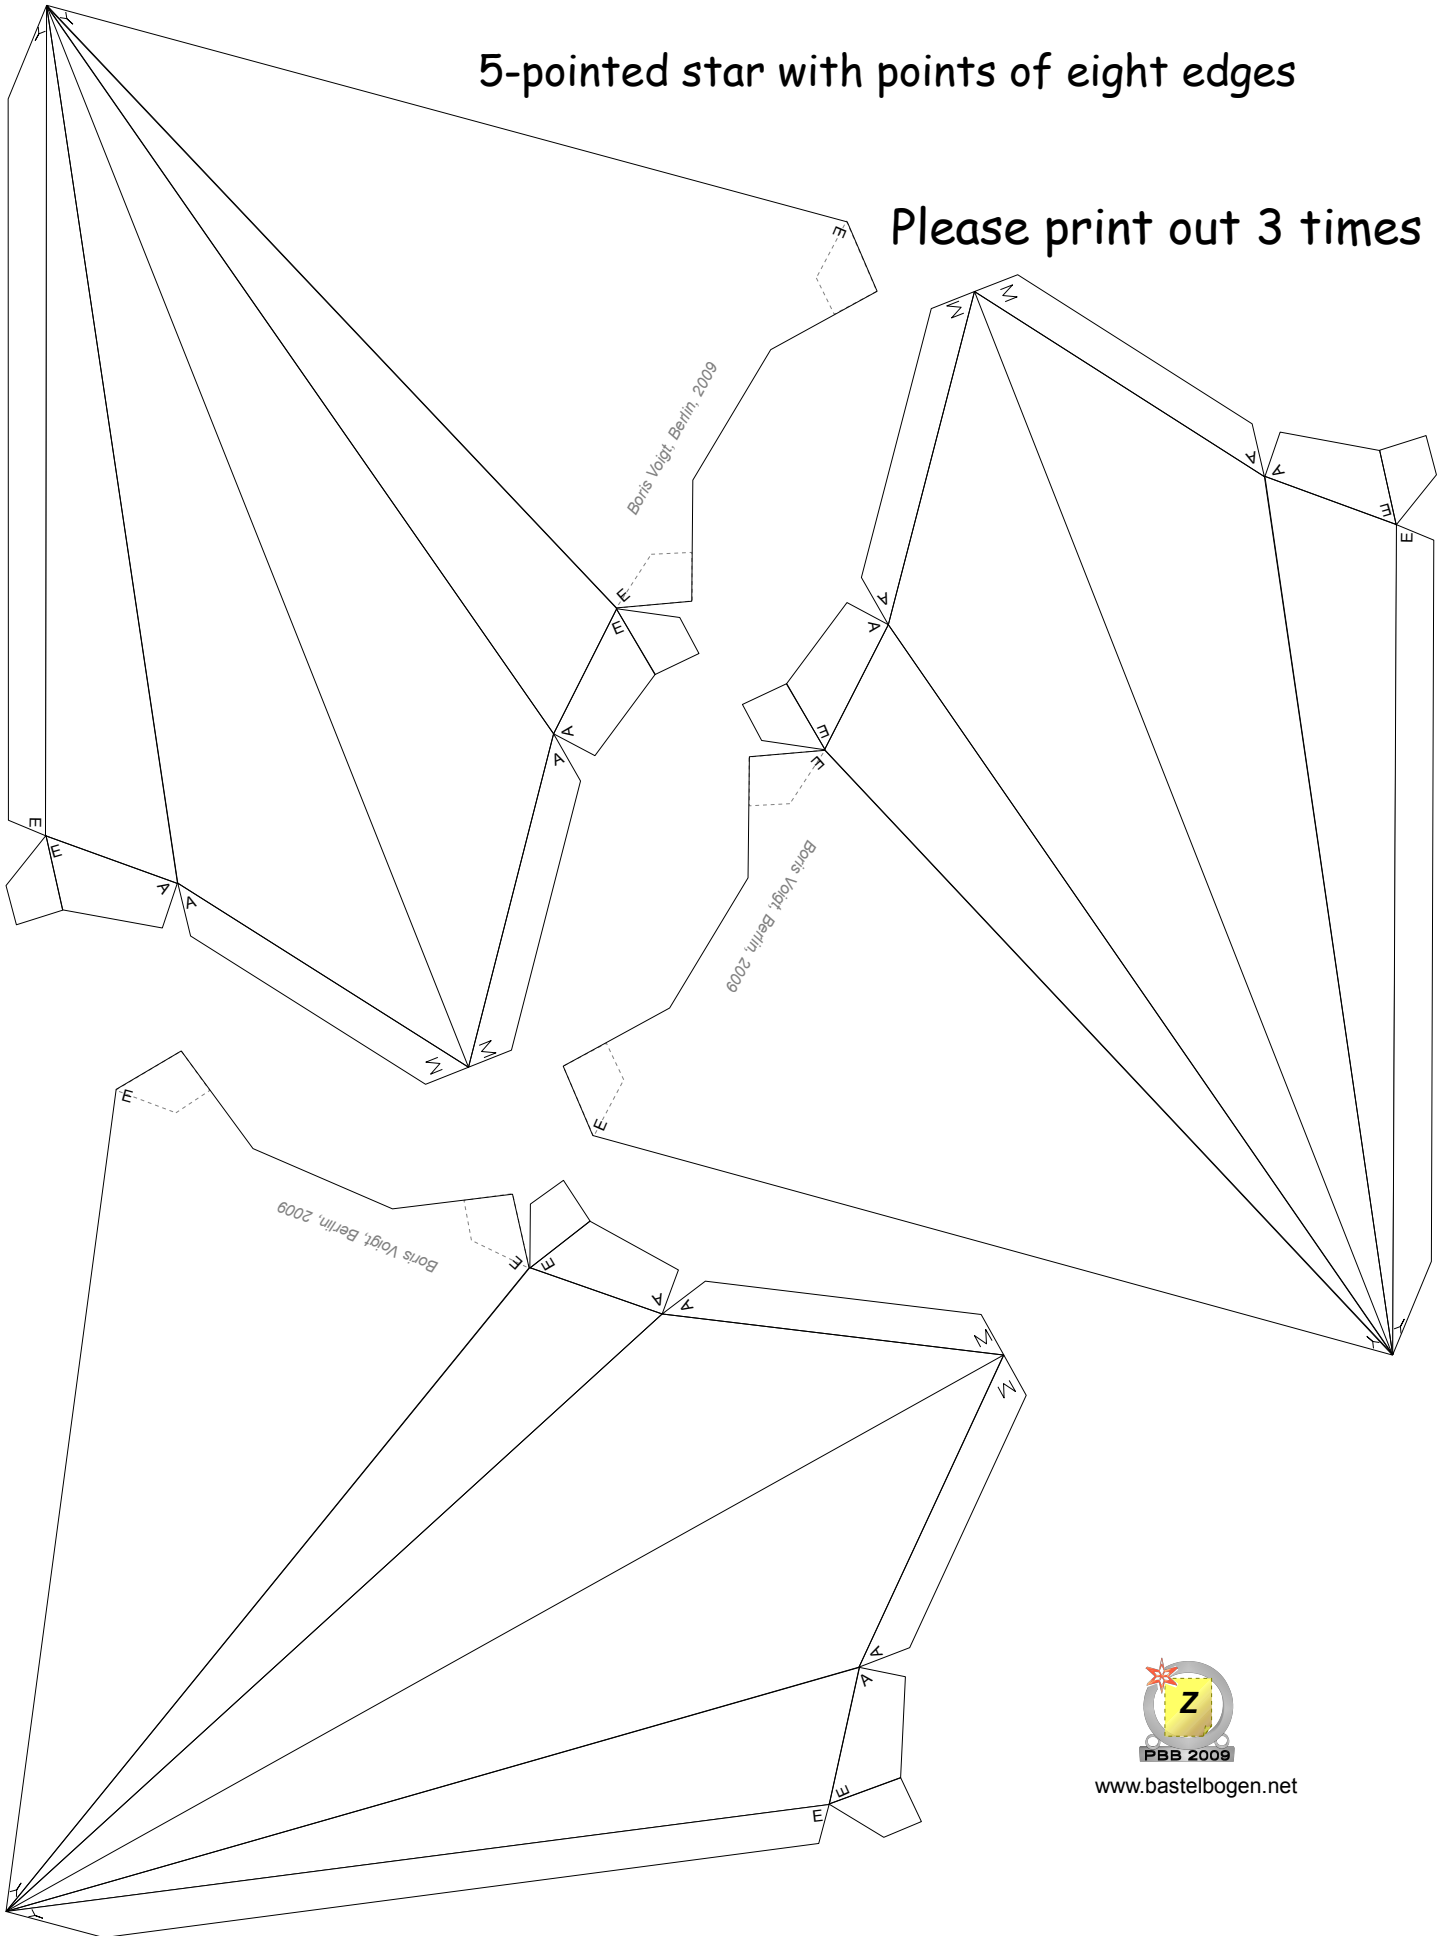 5-pointed star with points of eight edges
Please print out 3 times
Y
Y
E
Boris Voigt, Berlin, 2009
E
E
A
A
E
E
A
A
M
M
M
M
A
A
E
E
A
A
E
E
Boris Voigt, Berlin, 2009
E
Y
Y
E
Boris Voigt, Berlin, 2009
E
E
A
A
M
M
A
A
E
E
Y
Y
Z
PBB 2009
www.bastelbogen.net